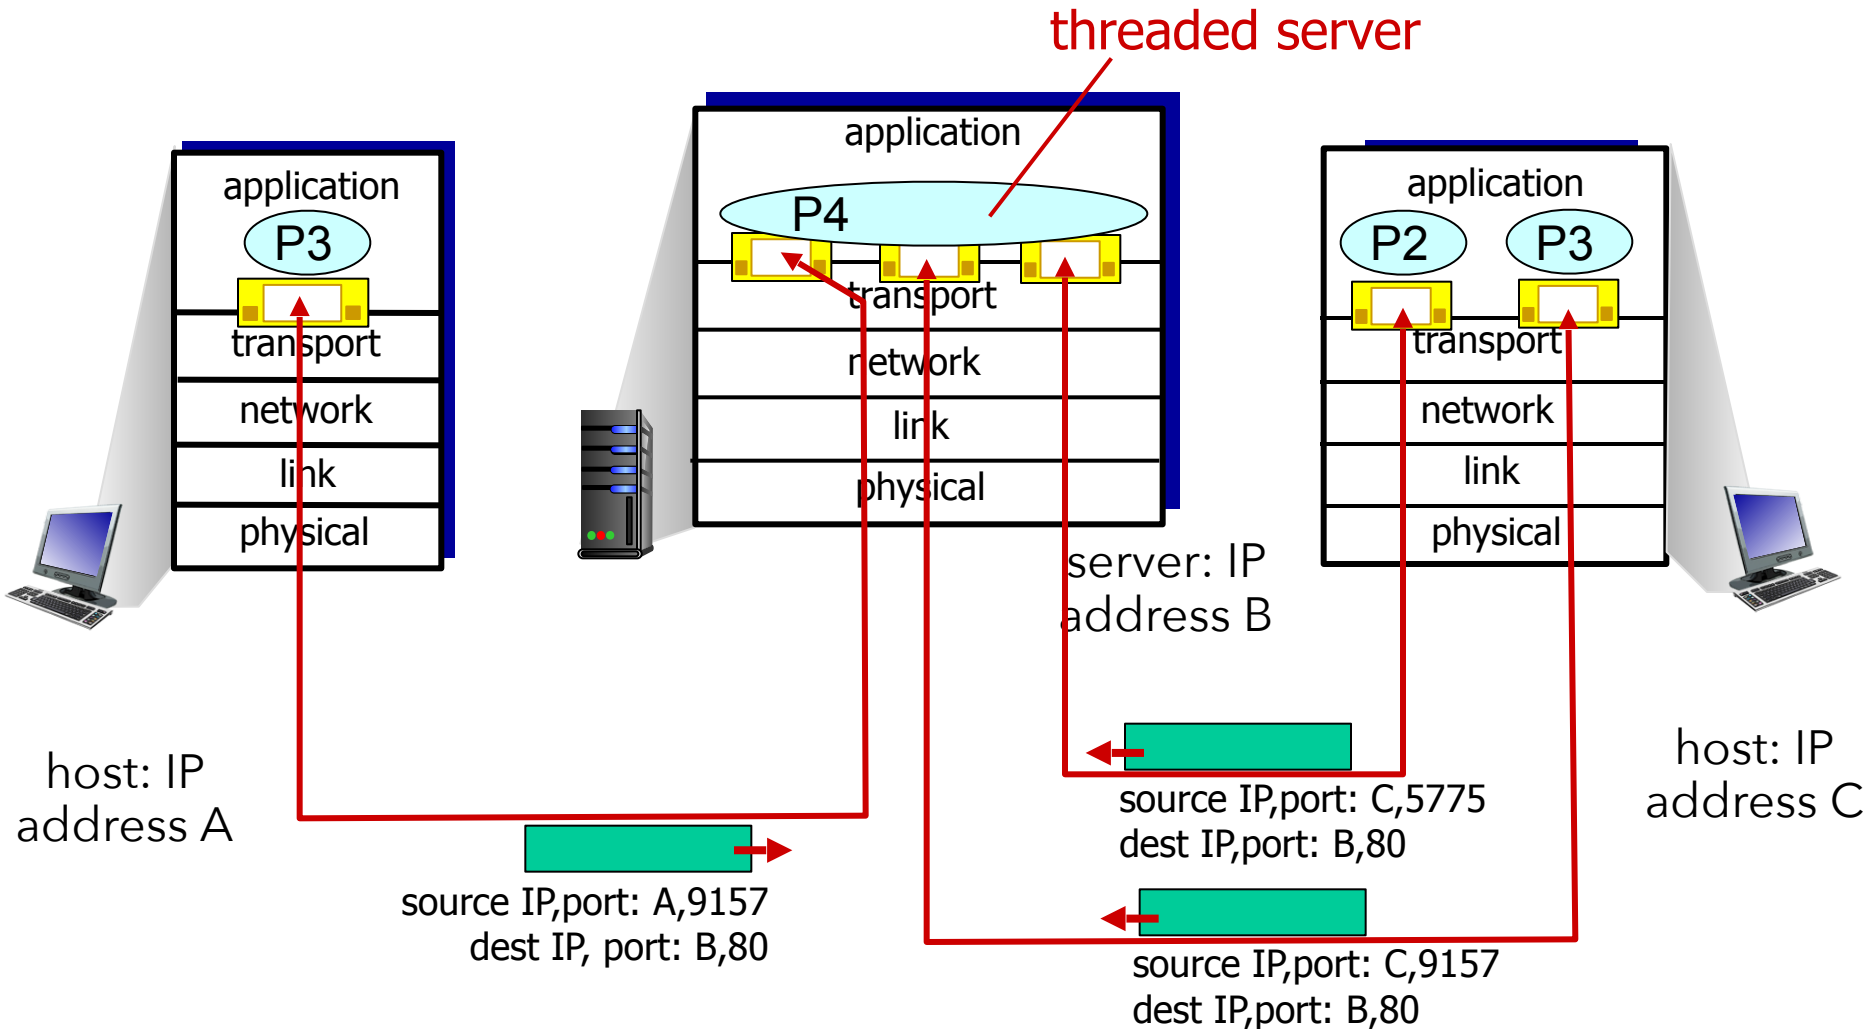 threaded server
application
P3
transport
network
link
physical
host: IP
address A
application
P4
transport
network
link
physical
server: IP
address B
application
P2
P3
transport
network
link
physical
host: IP
address C
source IP,port: A,9157
dest IP, port: B,80
source IP,port: C,5775
dest IP,port: B,80
source IP,port: C,9157
dest IP,port: B,80